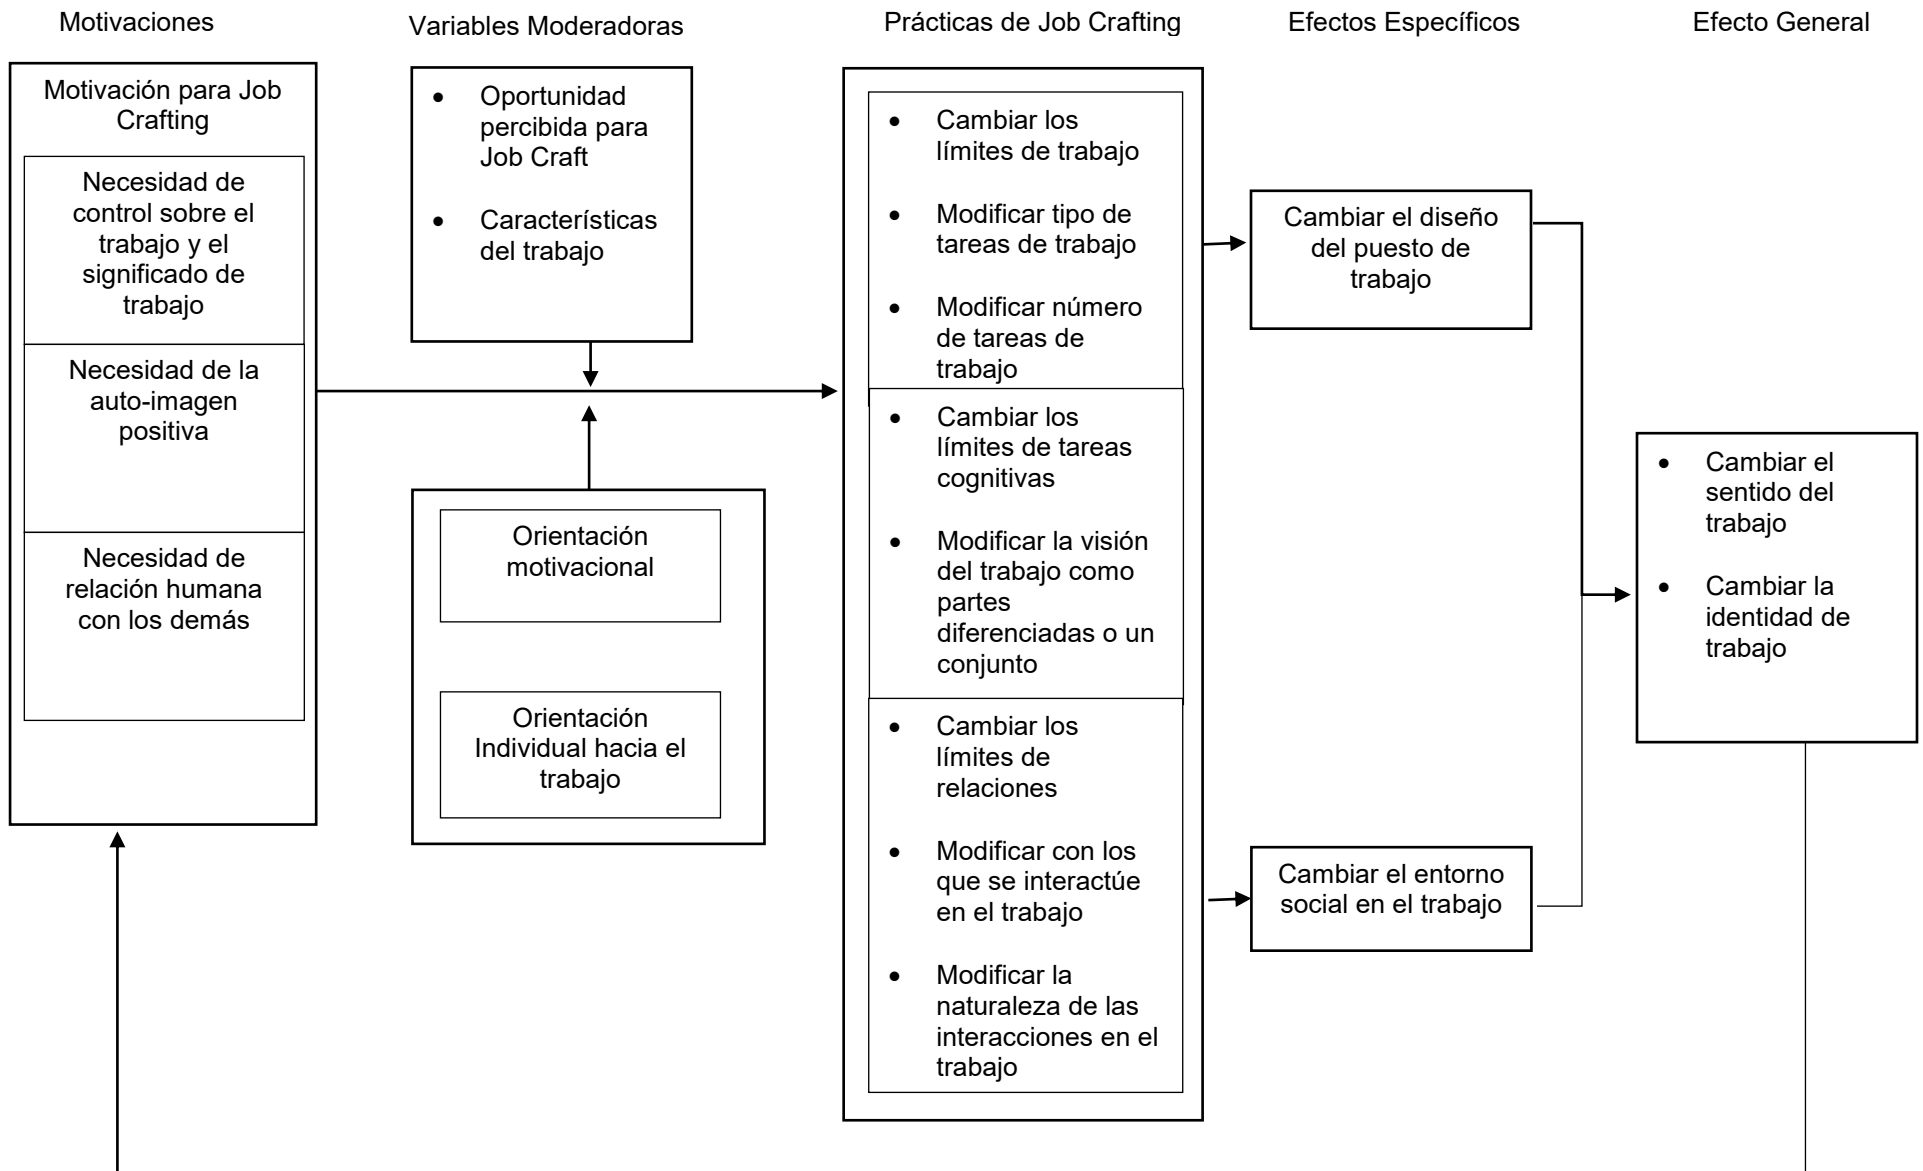 Motivaciones
Variables Moderadoras
Prácticas de Job Crafting
Efectos Específicos
Efecto General
Motivación para Job
Crafting
Necesidad de
control sobre el
trabajo y el
significado de
trabajo
Necesidad de la
auto-imagen
positiva
Necesidad de
relación humana
con los demás
• Oportunidad
percibida para
Job Craft
• Características
del trabajo
Orientación
motivacional
Orientación
Individual hacia el
trabajo
• Cambiar los
límites de trabajo
• Modificar tipo de
tareas de trabajo
• Modificar número
de tareas de
trabajo
• Cambiar los
límites de tareas
cognitivas
• Modificar la visión
del trabajo como
partes
diferenciadas o un
conjunto
• Cambiar los
límites de
relaciones
• Modificar con los
que se interactúe
en el trabajo
• Modificar la
naturaleza de las
interacciones en el
trabajo
Cambiar el diseño
del puesto de
trabajo
Cambiar el entorno
social en el trabajo
• Cambiar el
sentido del
trabajo
• Cambiar la
identidad de
trabajo